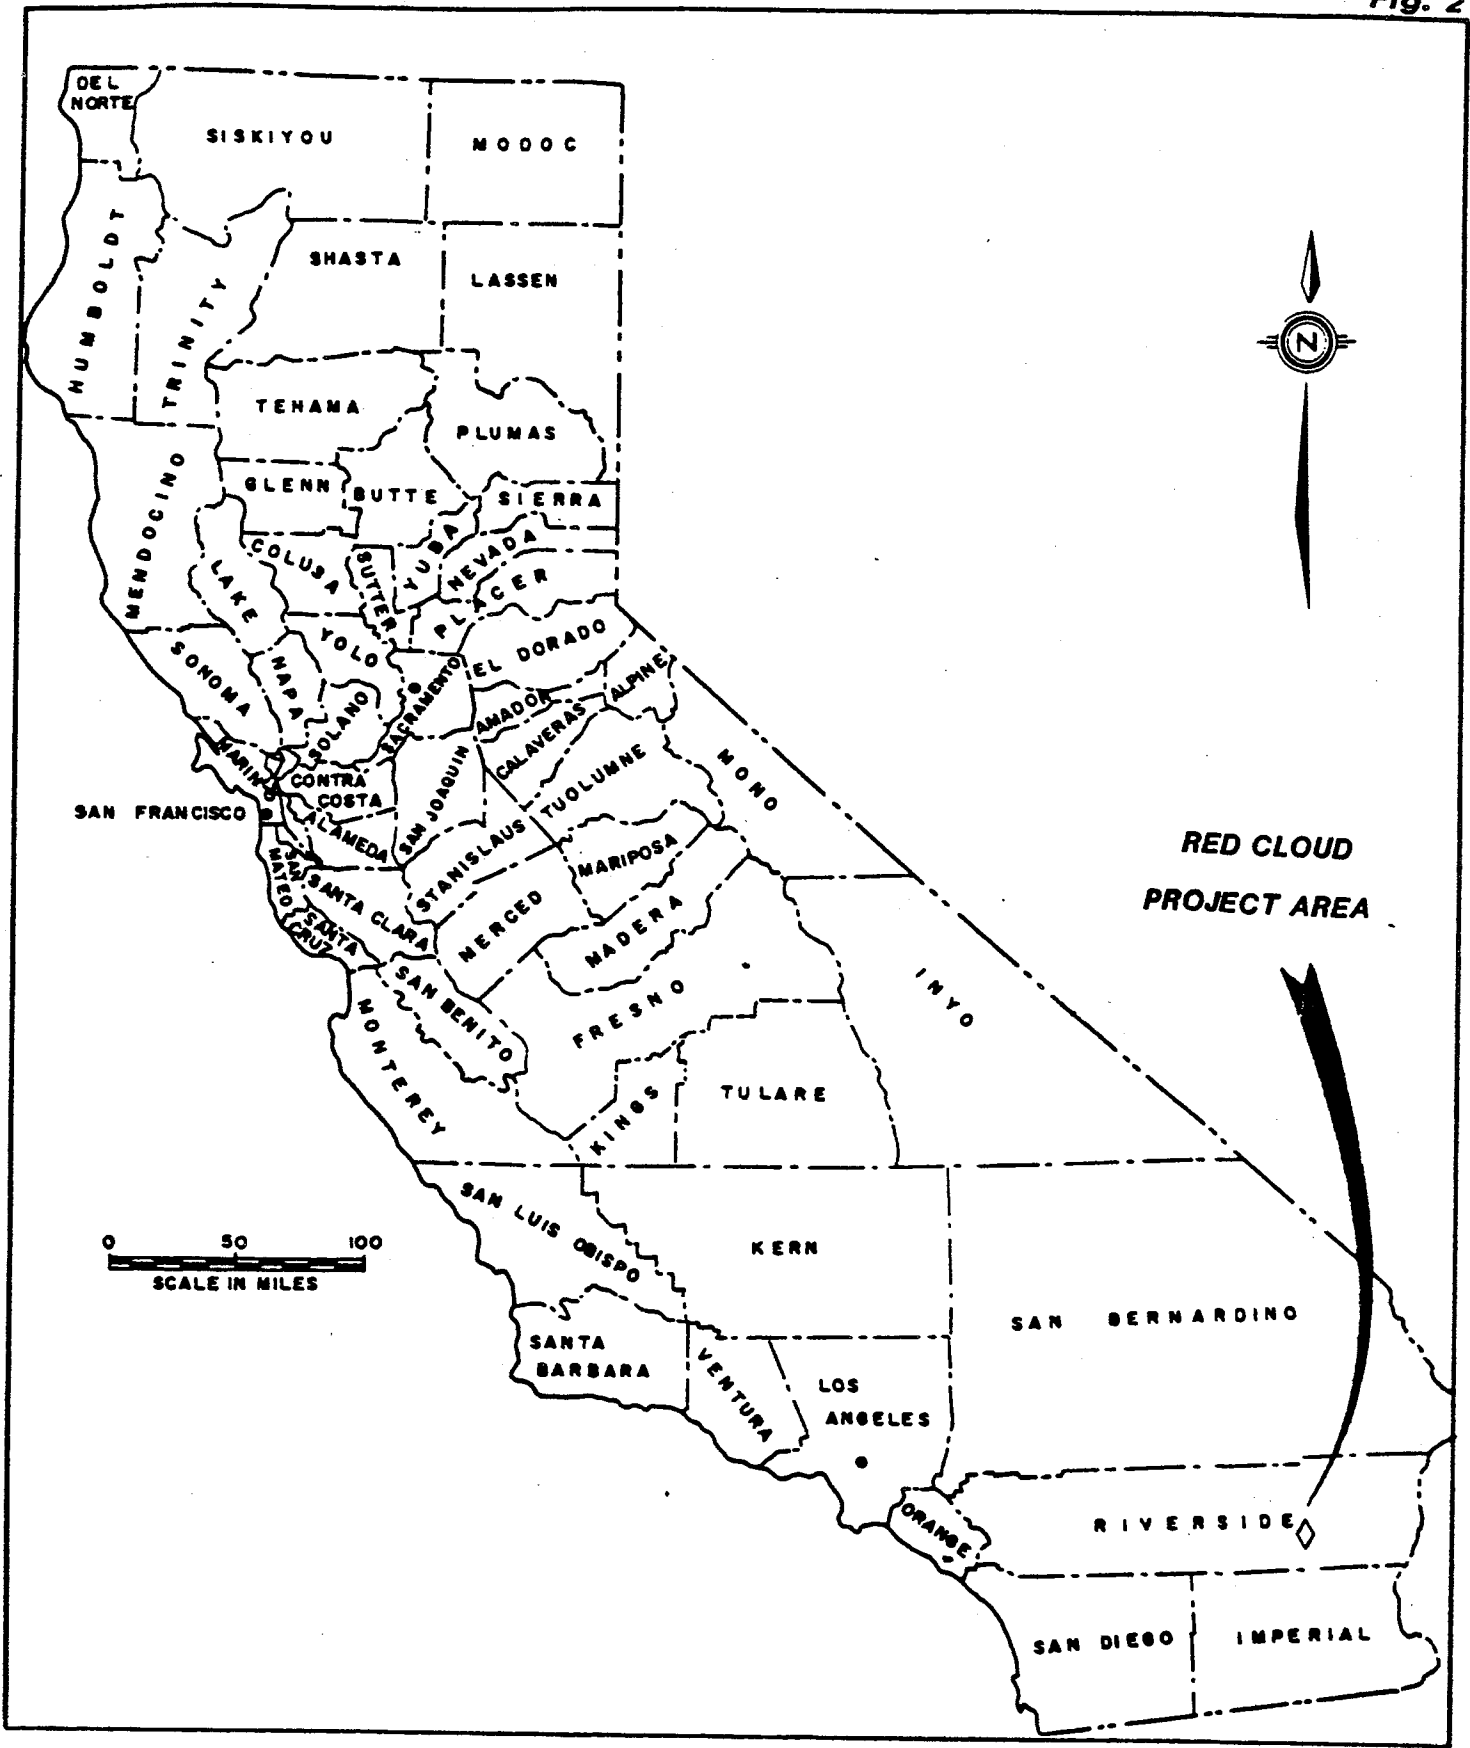 Fig. 2
DEL
NORTE
SISKIYOU
MODOC
HUMBOLDT
TRINITY
SHASTA
LASSEN
TEHAMA
PLUMAS
MENDOCINO
GLENN
BUTTE
SIERRA
COLUSA
SUTTER
YUBA
NEVADA
PLACER
LAKE
YOLO
EL DORADO
SONOMA
NAPA
SOLANO
SACRAMENTO
AMADOR
ALPINE
CALAVERAS
MARIN
CONTRA
COSTA
SAN JOAQUIN
TUOLUMNE
MONO
SAN FRANCISCO
ALAMEDA
STANISLAUS
MARIPOSA
SAN
MATEO
SANTA CLARA
SANTA
CRUZ
MERCED
MADERA
SAN BENITO
FRESNO
INYO
MONTEREY
KINGS
TULARE
N
RED CLOUD
PROJECT AREA
SAN LUIS OBISPO
KERN
0 50 100
SCALE IN MILES
SAN BERNARDINO
SANTA
BARBARA
VENTURA
LOS
ANGELES
ORANGE
RIVERSIDE
SAN DIEGO
IMPERIAL